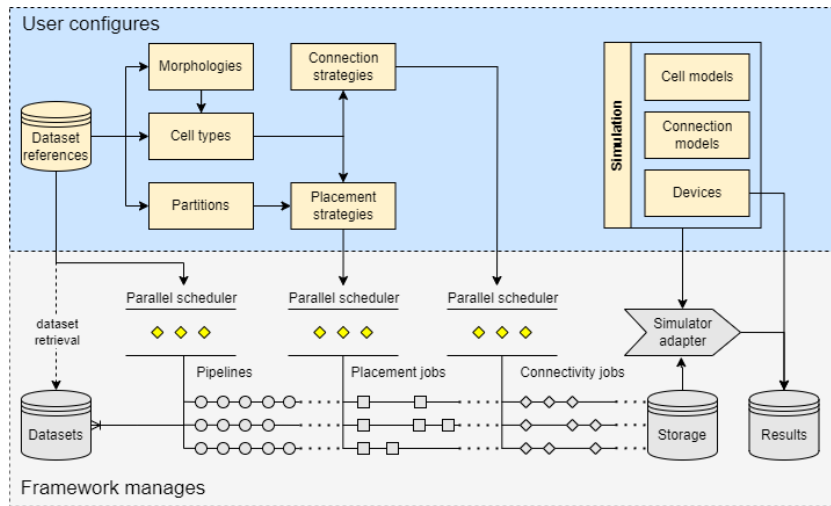 User configures
Morphologies
Connection
strategies
Cell models
Dataset
references
Cell types
Simulation
Connection
models
Partitions
Placement
strategies
Devices
Parallel scheduler
Parallel scheduler
Parallel scheduler
dataset
retrieval
Simulator
adapter
Pipelines
Placement jobs
Connectivity jobs
Datasets
Storage
Results
Framework manages